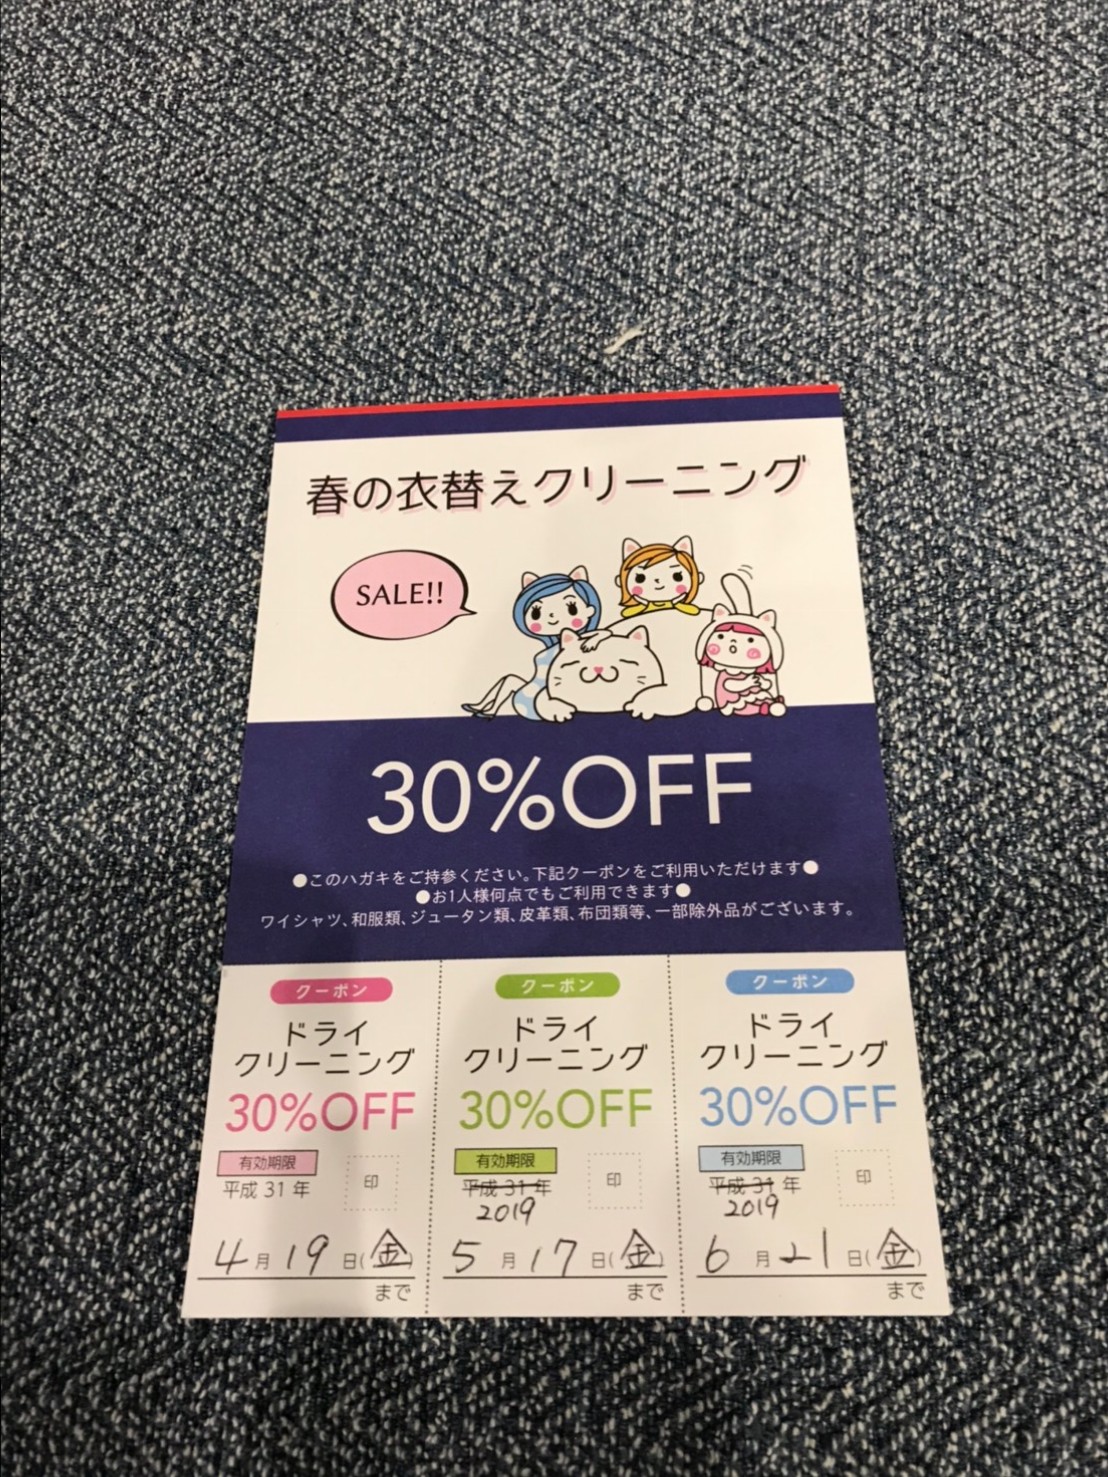 春の衣替えクリーニング
SALE!!
30%OFF
●このハガキをご持参ください。下記クーポンをご利用いただけます●
●お1人様何点でもご利用できます●
ワイシャツ、和服類、ジュータン類、皮革類、布団類等、一部除外品がございます。
クーポン
ドライ
クリーニング
30%OFF
有効期限
平成 31 年
印
4月19日(金)
まで
クーポン
ドライ
クリーニング
30%OFF
有効期限
平成 31 年
2019
印
5月17日(金)
まで
クーポン
ドライ
クリーニング
30%OFF
有効期限
平成 31 年
2019
印
6月21日(金)
まで